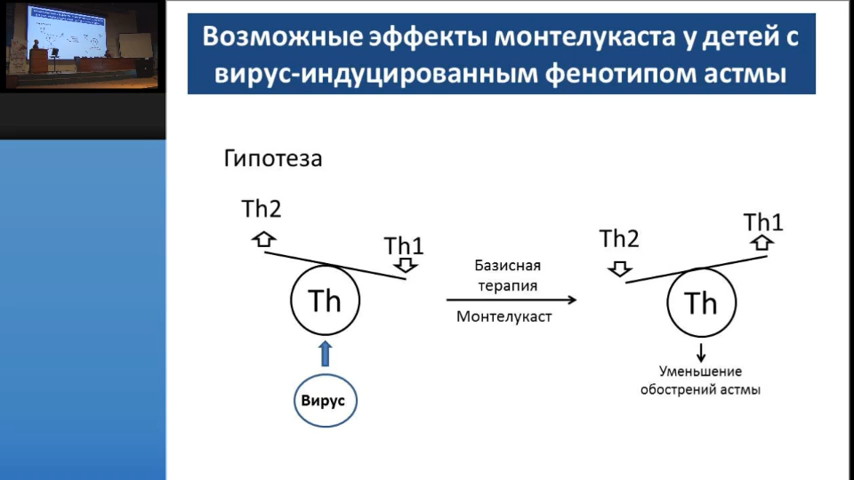 Возможные эффекты монтелукаста у детей с
вирус-индуцированным фенотипом астмы
Гипотеза
Th2
Th1
Th
Вирус
Базисная
терапия
Монтелукаст
Th2
Th1
Th
Уменьшение
обострений астмы